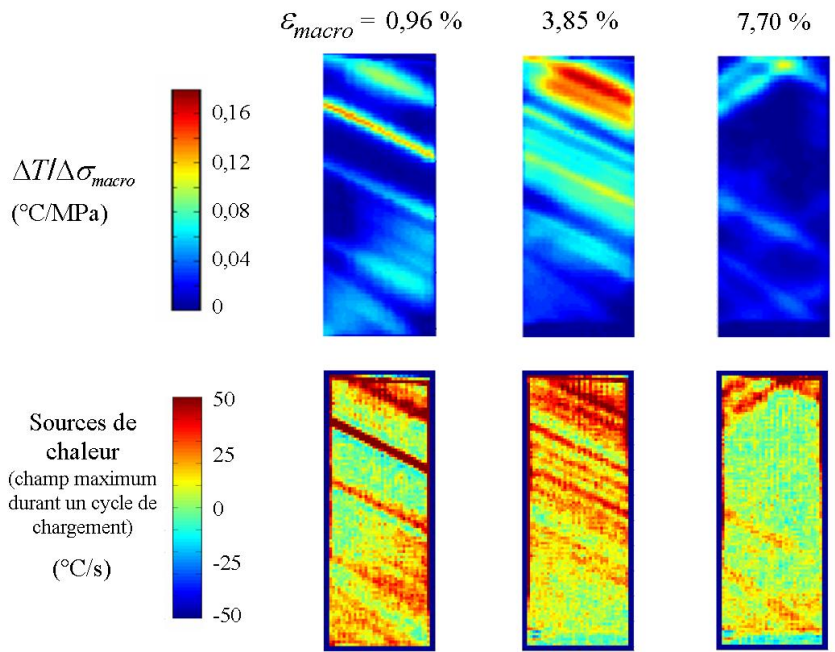 ε_macro = 0,96 % 3,85 % 7,70 %
0,16
0,12
0,08
0,04
0
ΔT/Δσ_macro
(°C/MPa)
50
25
0
-25
-50
Sources de
chaleur
(champ maximum
durant un cycle de
chargement)
(°C/s)